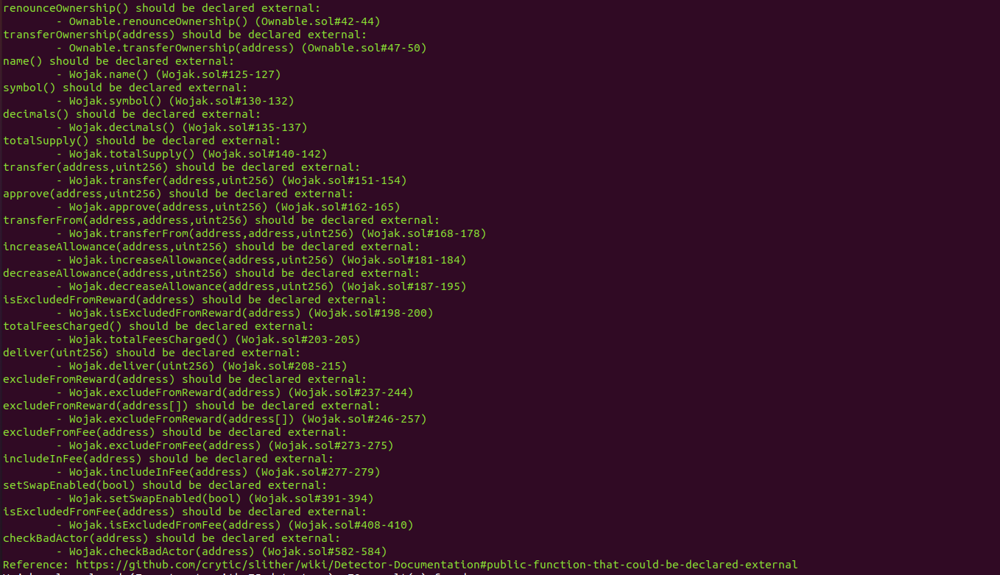 renounceOwnership() should be declared external:
- Ownable.renounceOwnership() (Ownable.sol#42-44)
transferOwnership(address) should be declared external:
- Ownable.transferOwnership(address) (Ownable.sol#47-50)
name() should be declared external:
- Wojak.name() (Wojak.sol#125-127)
symbol() should be declared external:
- Wojak.symbol() (Wojak.sol#130-132)
decimals() should be declared external:
- Wojak.decimals() (Wojak.sol#135-137)
totalSupply() should be declared external:
- Wojak.totalSupply() (Wojak.sol#140-142)
transfer(address,uint256) should be declared external:
- Wojak.transfer(address,uint256) (Wojak.sol#151-154)
approve(address,uint256) should be declared external:
- Wojak.approve(address,uint256) (Wojak.sol#162-165)
transferFrom(address,address,uint256) should be declared external:
- Wojak.transferFrom(address,address,uint256) (Wojak.sol#168-178)
increaseAllowance(address,uint256) should be declared external:
- Wojak.increaseAllowance(address,uint256) (Wojak.sol#181-184)
decreaseAllowance(address,uint256) should be declared external:
- Wojak.decreaseAllowance(address,uint256) (Wojak.sol#187-195)
isExcludedFromReward(address) should be declared external:
- Wojak.isExcludedFromReward(address) (Wojak.sol#198-200)
totalFeesCharged() should be declared external:
- Wojak.totalFeesCharged() (Wojak.sol#203-205)
deliver(uint256) should be declared external:
- Wojak.deliver(uint256) (Wojak.sol#208-215)
excludeFromReward(address) should be declared external:
- Wojak.excludeFromReward(address) (Wojak.sol#237-244)
excludeFromReward(address[]) should be declared external:
- Wojak.excludeFromReward(address[]) (Wojak.sol#246-257)
excludeFromFee(address) should be declared external:
- Wojak.excludeFromFee(address) (Wojak.sol#273-275)
includeInFee(address) should be declared external:
- Wojak.includeInFee(address) (Wojak.sol#277-279)
setSwapEnabled(bool) should be declared external:
- Wojak.setSwapEnabled(bool) (Wojak.sol#391-394)
isExcludedFromFee(address) should be declared external:
- Wojak.isExcludedFromFee(address) (Wojak.sol#408-410)
checkBadActor(address) should be declared external:
- Wojak.checkBadActor(address) (Wojak.sol#582-584)
Reference: https://github.com/crytic/slither/wiki/Detector-Documentation#public-function-that-could-be-declared-external